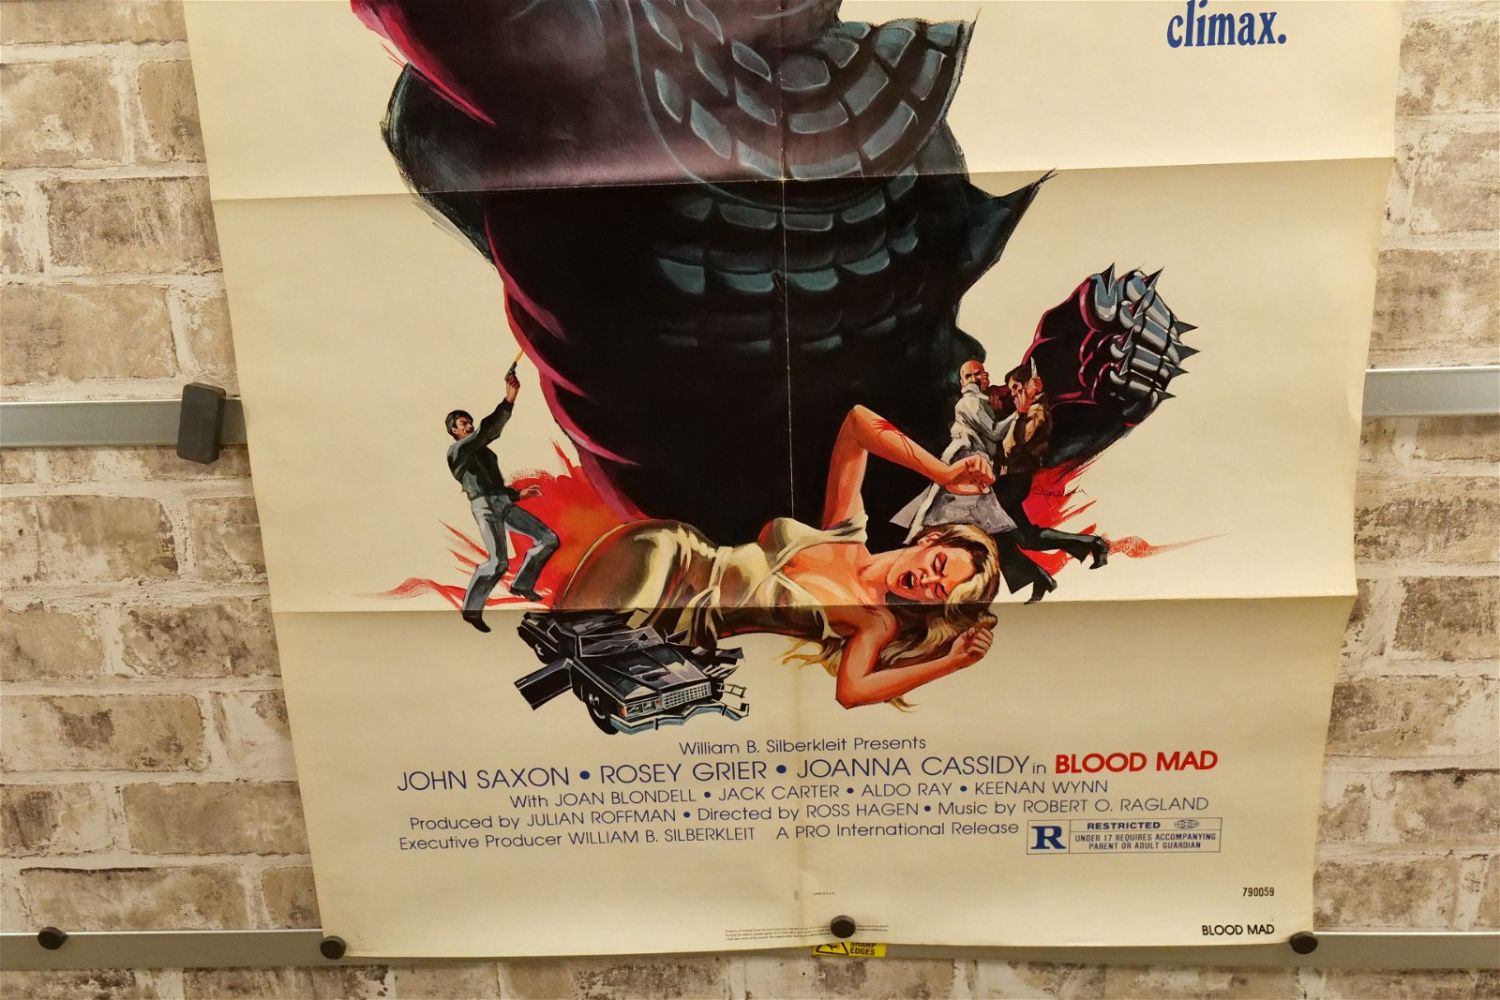 climax.
William B. Silberkleit Presents
JOHN SAXON • ROSEY GRIER • JOANNA CASSIDY in BLOOD MAD
With JOAN BLONDELL • JACK CARTER • ALDO RAY • KEENAN WYNN
Produced by JULIAN ROFFMAN • Directed by ROSS HAGEN • Music by ROBERT O. RAGLAND
Executive Producer WILLIAM B. SILBERKLEIT A PRO International Release
R RESTRICTED
UNDER 17 REQUIRES ACCOMPANYING
PARENT OR ADULT GUARDIAN
790059
BLOOD MAD
SHARP
EDGES